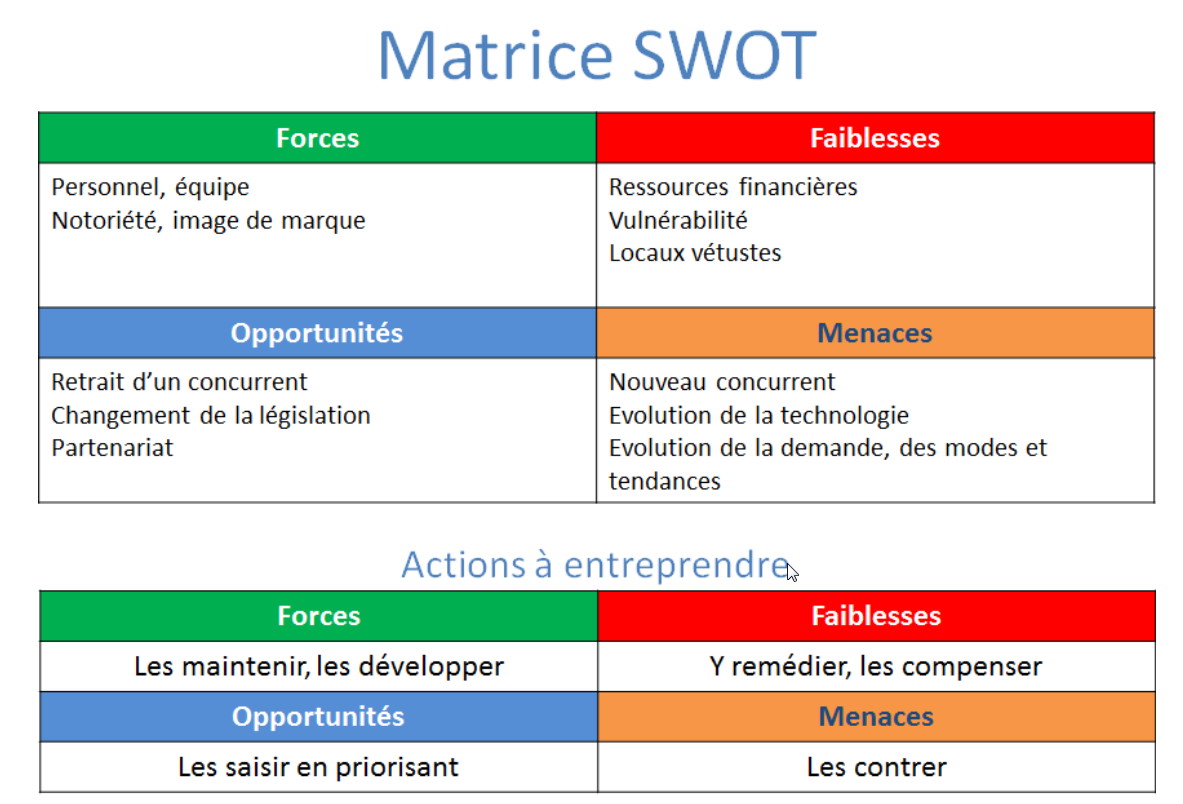 Matrice SWOT
Forces
Faiblesses
Personnel, équipe
Notoriété, image de marque
Ressources financières
Vulnérabilité
Locaux vétustes
Opportunités
Menaces
Retrait d’un concurrent
Changement de la législation
Partenariat
Nouveau concurrent
Evolution de la technologie
Evolution de la demande, des modes et
tendances
Actions à entreprendre
Forces
Faiblesses
Les maintenir, les développer
Y remédier, les compenser
Opportunités
Menaces
Les saisir en priorisant
Les contrer